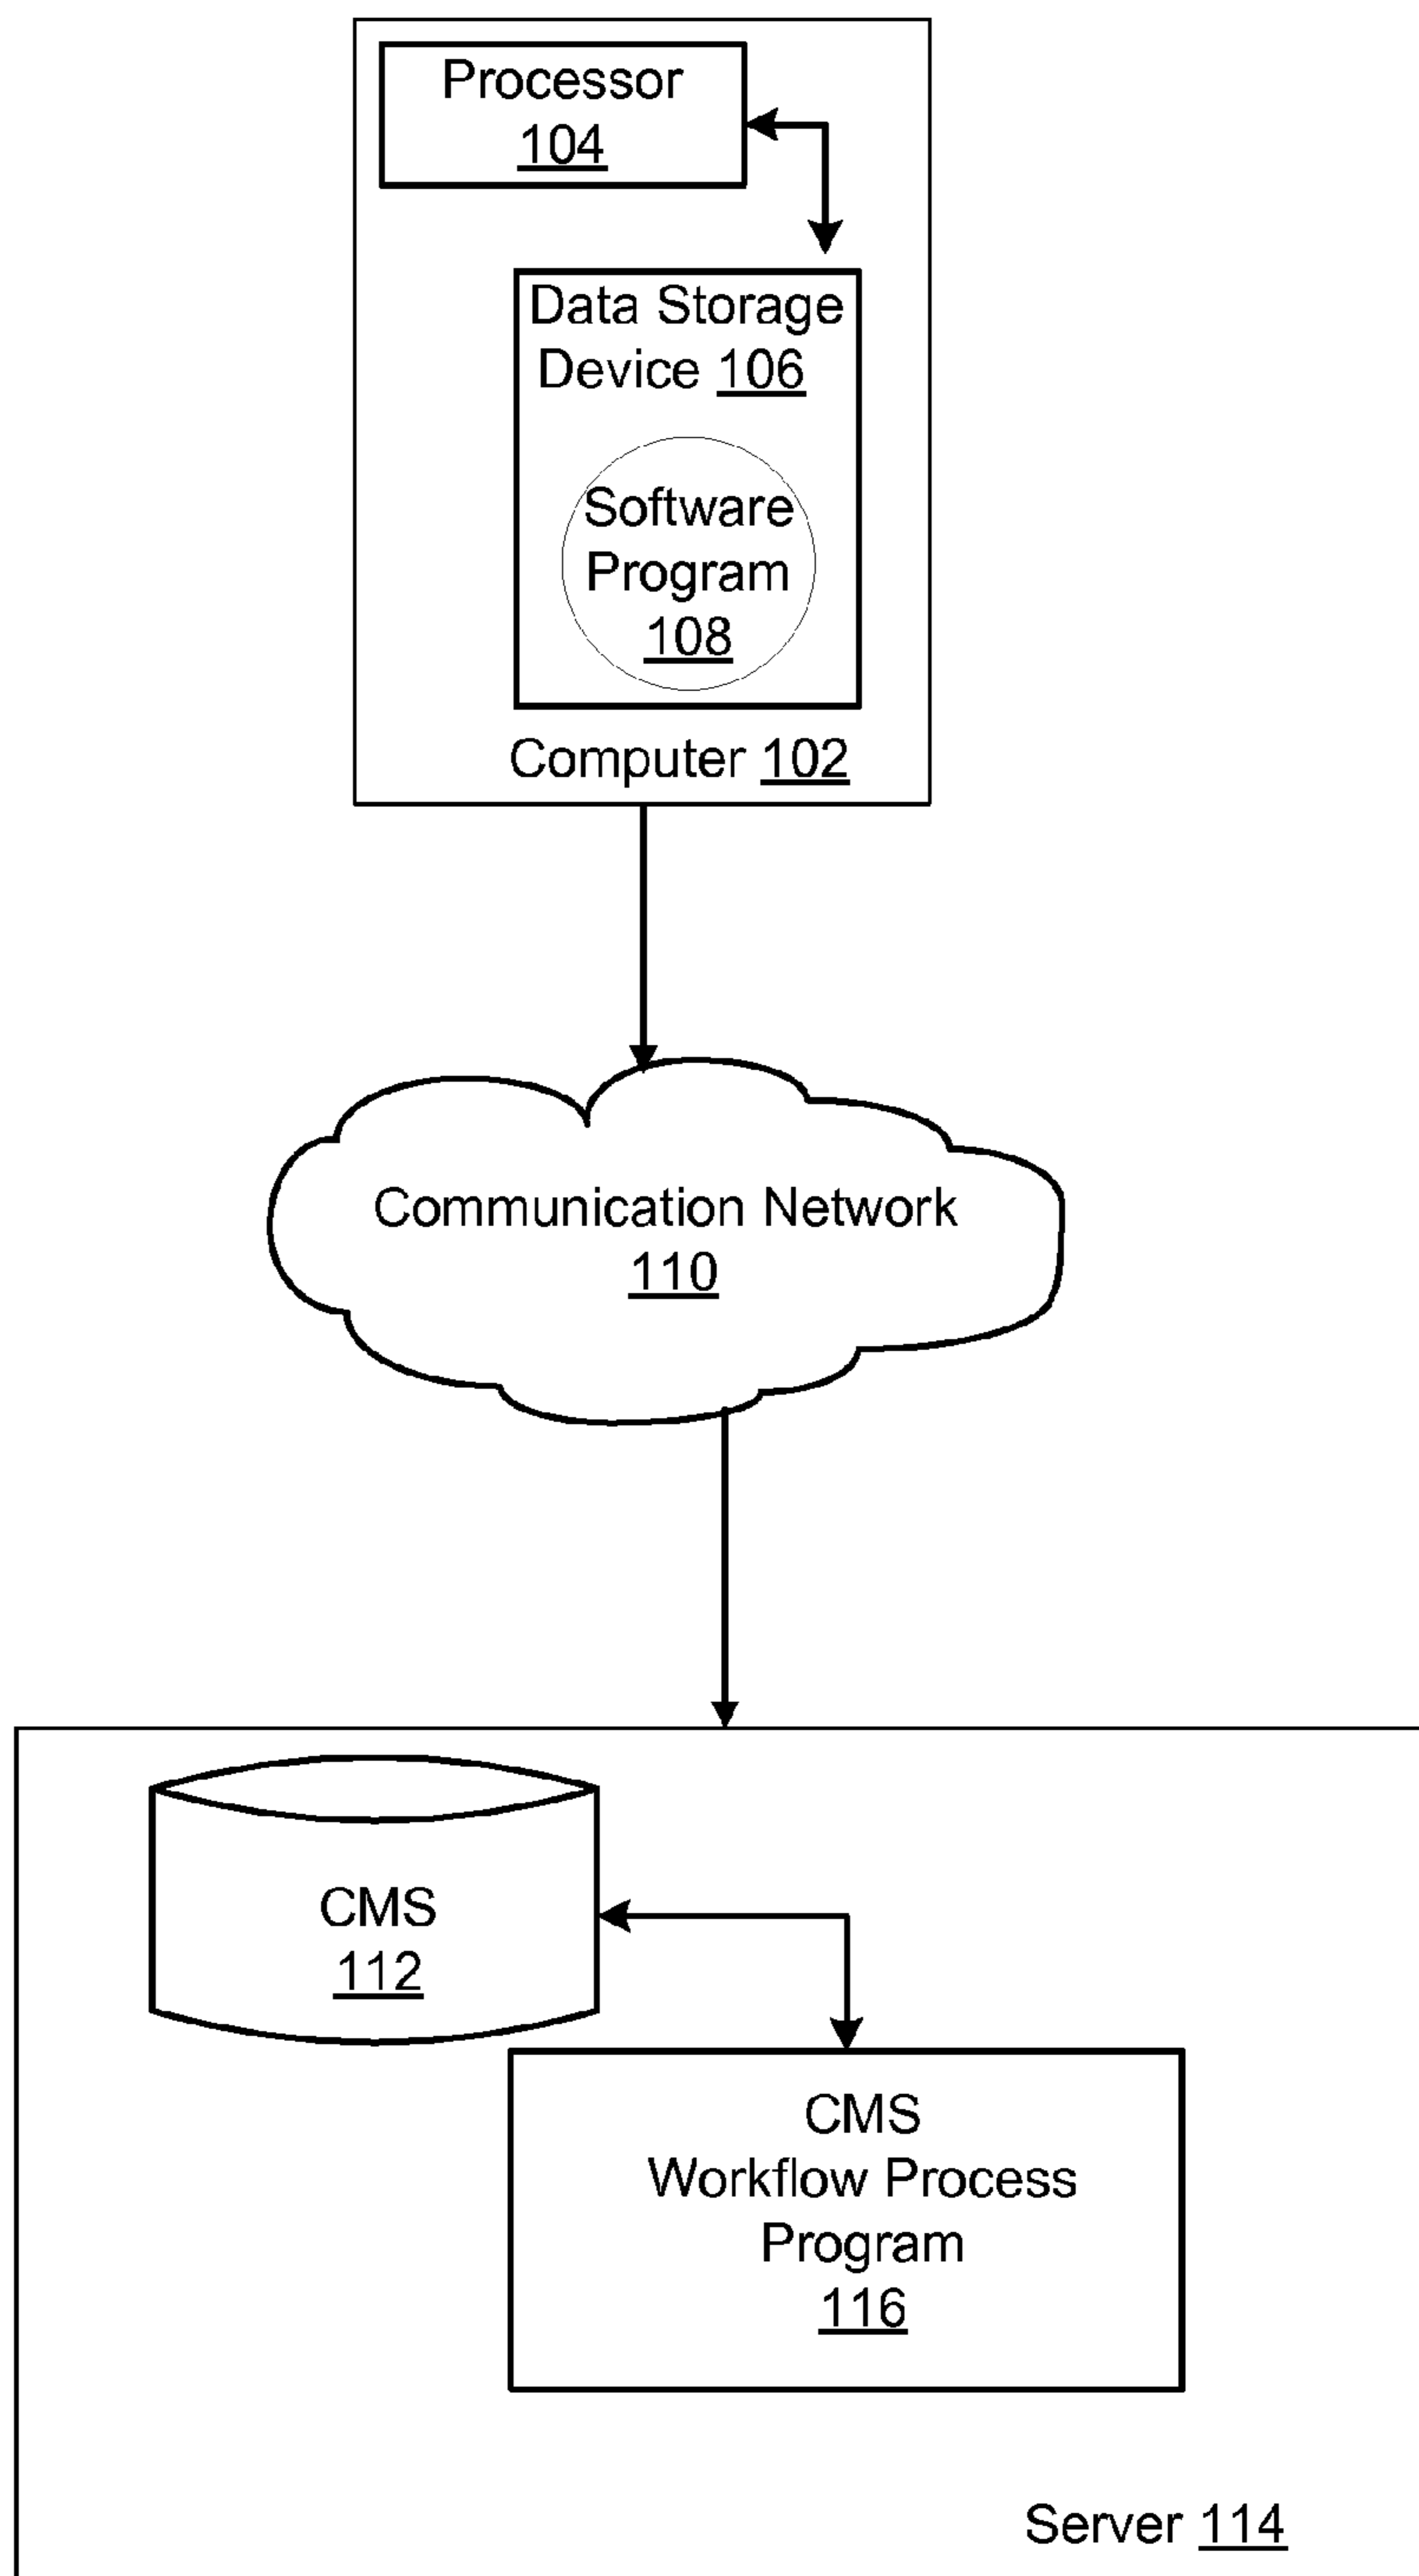 Processor
104
Data Storage
Device 106
Software
Program
108
Computer 102
Communication Network
110
CMS
112
CMS
Workflow Process
Program
116
Server 114